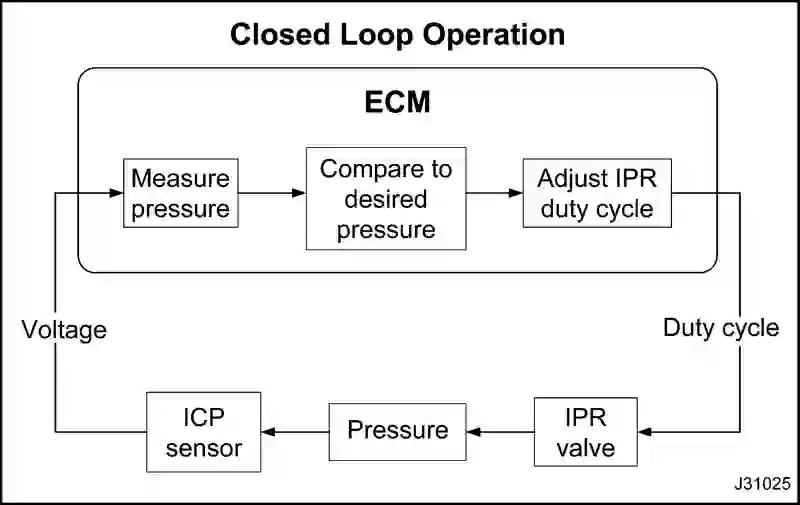 Closed Loop Operation
ECM
Measure
pressure
Compare to
desired
pressure
Adjust IPR
duty cycle
Voltage
Duty cycle
ICP
sensor
Pressure
IPR
valve
J31025